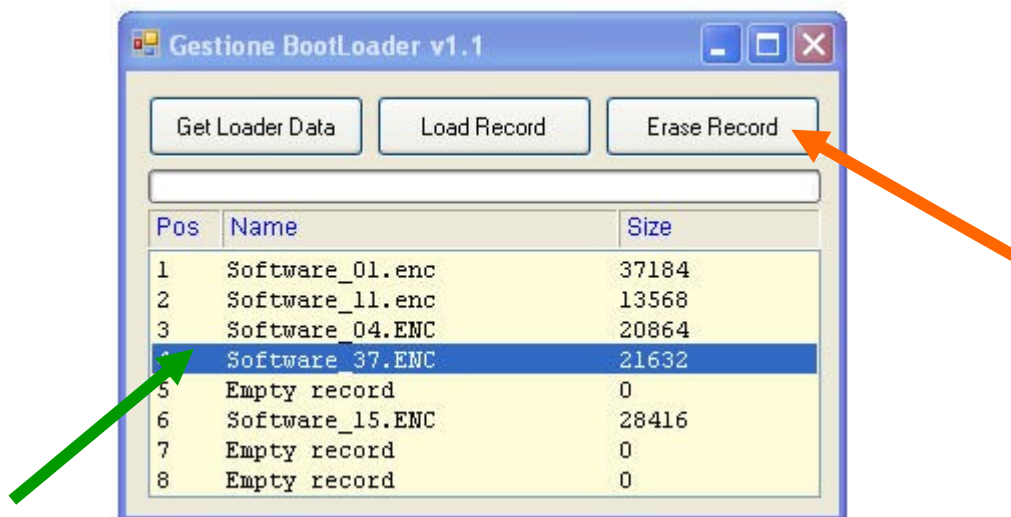 Gestione BootLoader v1.1
Get Loader Data Load Record Erase Record
Pos Name Size
1 Software_01.enc 37184
2 Software_11.enc 13568
3 Software_04.ENC 20864
Software_37.ENC 21632
5 Empty record 0
6 Software_15.ENC 28416
7 Empty record 0
8 Empty record 0